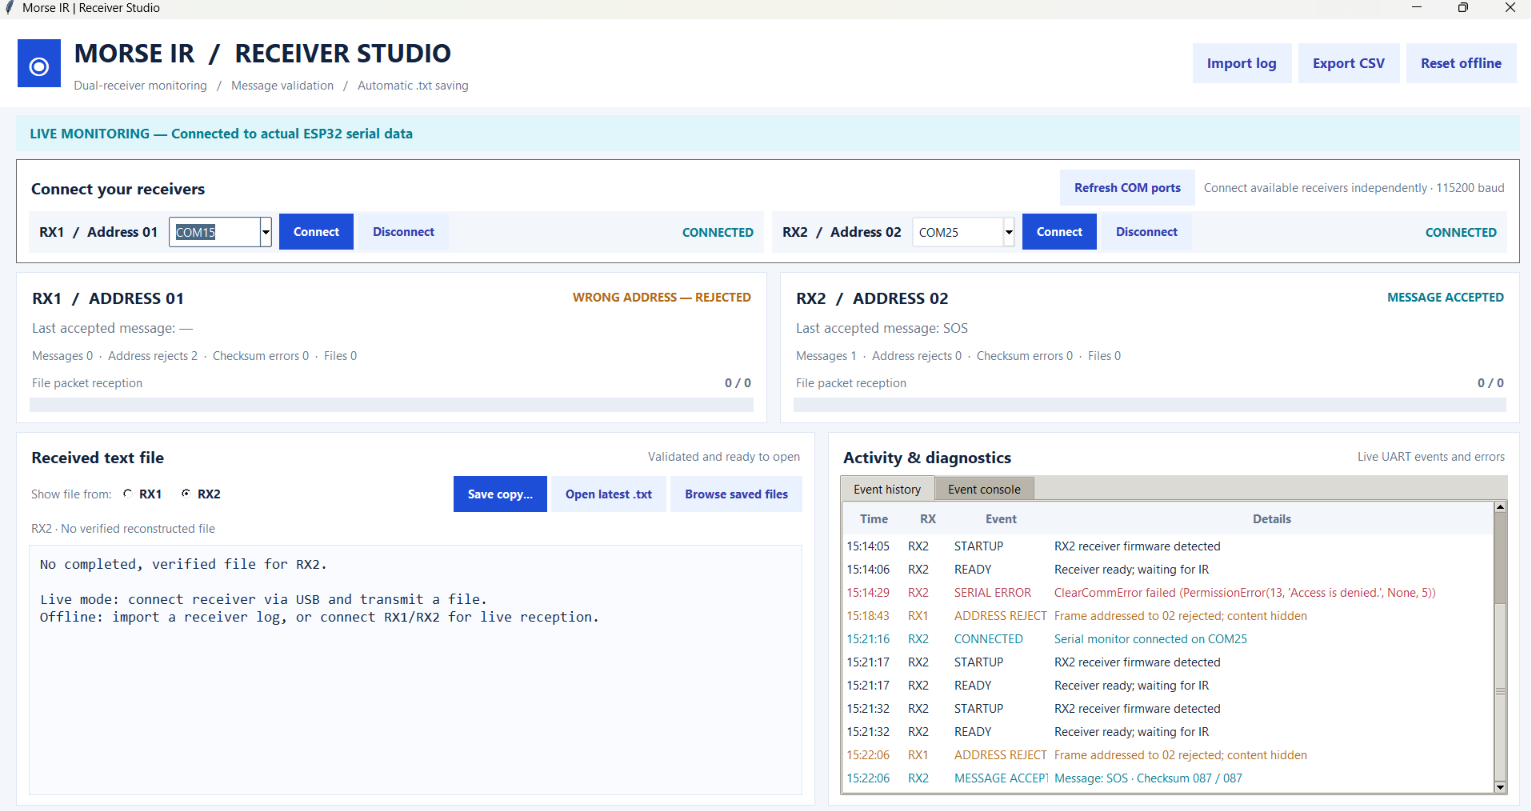 Morse IR | Receiver Studio
MORSE IR / RECEIVER STUDIO
Dual-receiver monitoring / Message validation / Automatic .txt saving
Import log
Export CSV
Reset offline
LIVE MONITORING — Connected to actual ESP32 serial data
Connect your receivers
Refresh COM ports
Connect available receivers independently · 115200 baud
RX1 / Address 01 COM15 Connect Disconnect CONNECTED
RX2 / Address 02 COM25 Connect Disconnect CONNECTED
RX1 / ADDRESS 01
WRONG ADDRESS — REJECTED
Last accepted message: —
Messages 0 · Address rejects 2 · Checksum errors 0 · Files 0
File packet reception 0 / 0
RX2 / ADDRESS 02
MESSAGE ACCEPTED
Last accepted message: SOS
Messages 1 · Address rejects 0 · Checksum errors 0 · Files 0
File packet reception 0 / 0
Received text file
Validated and ready to open
Show file from: RX1 RX2
Save copy...
Open latest .txt
Browse saved files
RX2 · No verified reconstructed file
No completed, verified file for RX2.
Live mode: connect receiver via USB and transmit a file.
Offline: import a receiver log, or connect RX1/RX2 for live reception.
Activity & diagnostics
Live UART events and errors
Event history
Event console
Time RX Event Details
15:14:05 RX2 STARTUP RX2 receiver firmware detected
15:14:06 RX2 READY Receiver ready; waiting for IR
15:14:29 RX2 SERIAL ERROR ClearCommError failed (PermissionError(13, 'Access is denied.', None, 5))
15:18:43 RX1 ADDRESS REJECT Frame addressed to 02 rejected; content hidden
15:21:16 RX2 CONNECTED Serial monitor connected on COM25
15:21:17 RX2 STARTUP RX2 receiver firmware detected
15:21:17 RX2 READY Receiver ready; waiting for IR
15:21:32 RX2 STARTUP RX2 receiver firmware detected
15:21:32 RX2 READY Receiver ready; waiting for IR
15:22:06 RX1 ADDRESS REJECT Frame addressed to 02 rejected; content hidden
15:22:06 RX2 MESSAGE ACCEPT Message: SOS · Checksum 087 / 087